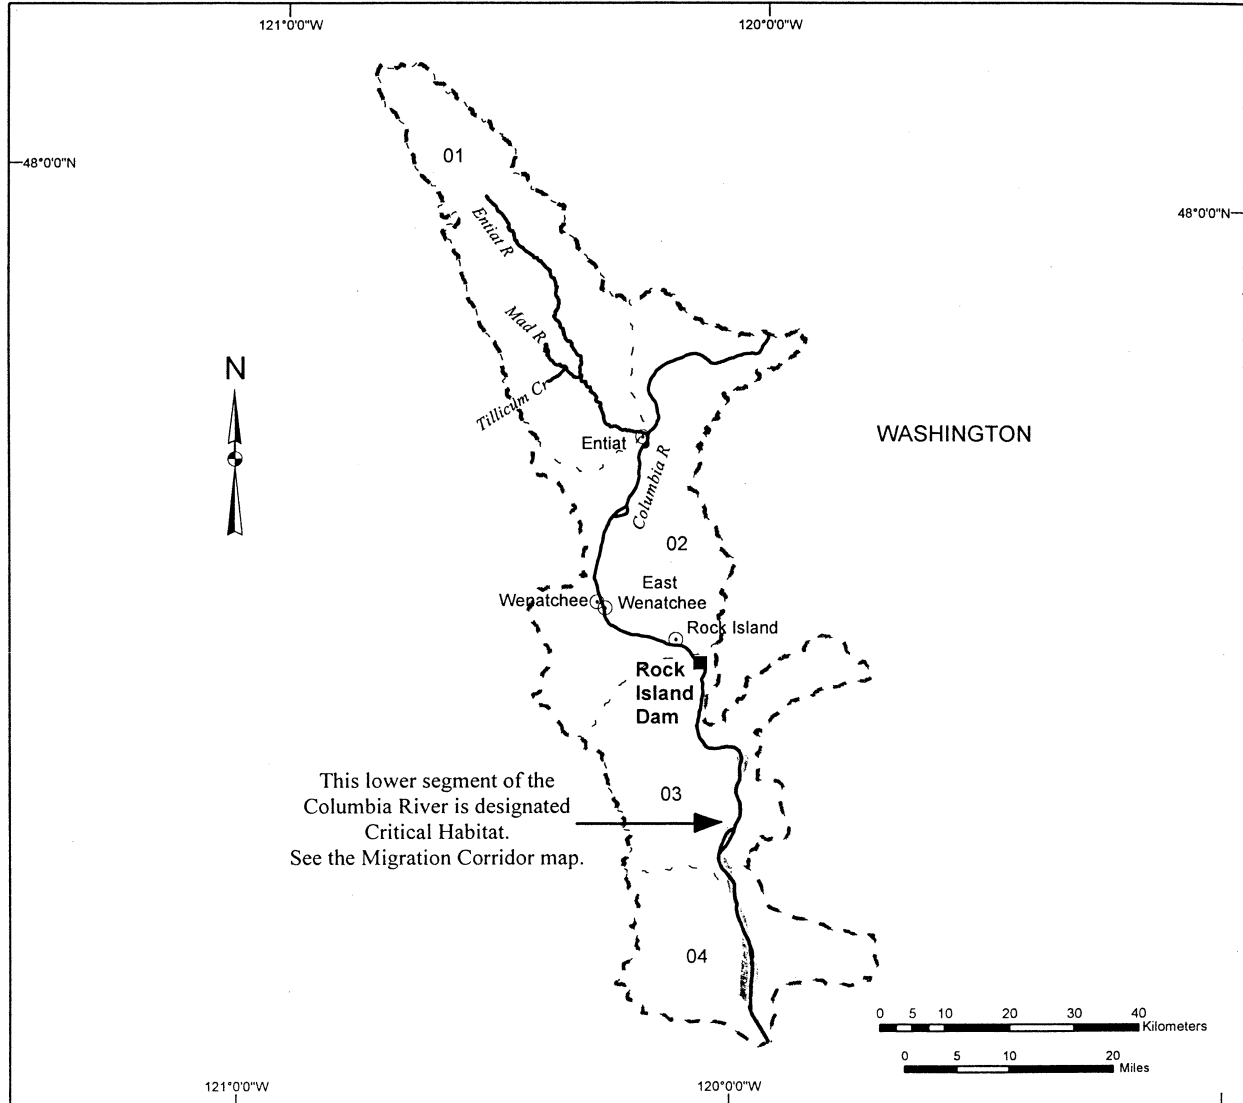 121°0'0"W
120°0'0"W
01
48°0'0"N
48°0'0"N
Entiat R
Mad R
N
Tillicum Cr
Entiat
WASHINGTON
Columbia R
02
East
Wenatchee
Wenatchee
Rock Island
Rock
Island
Dam
This lower segment of the
Columbia River is designated
Critical Habitat.
See the Migration Corridor map.
03
04
0 5 10 20 30 40
Kilometers
0 5 10 20
Miles
121°0'0"W
120°0'0"W